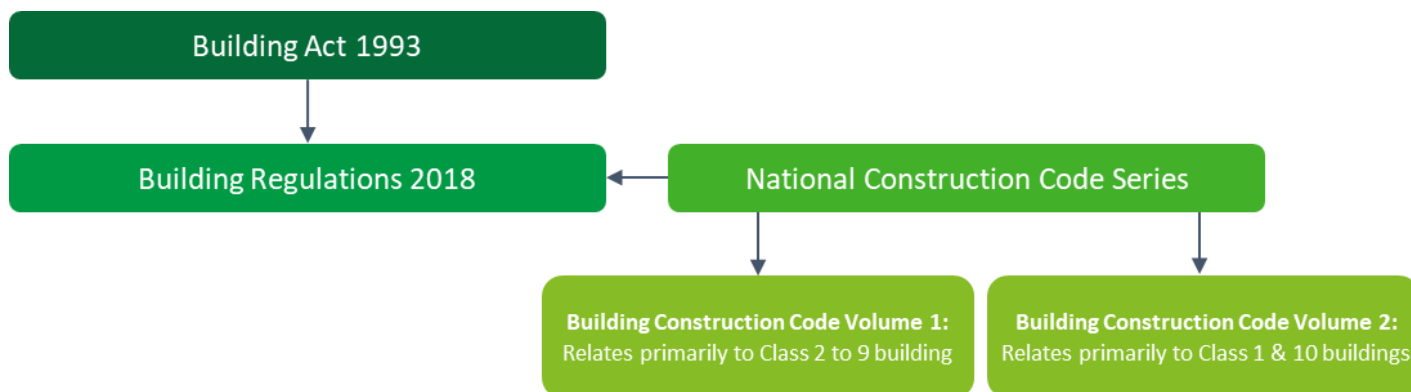 Building Act 1993
Building Regulations 2018
National Construction Code Series
Building Construction Code Volume 1:
Relates primarily to Class 2 to 9 building
Building Construction Code Volume 2:
Relates primarily to Class 1 & 10 buildings